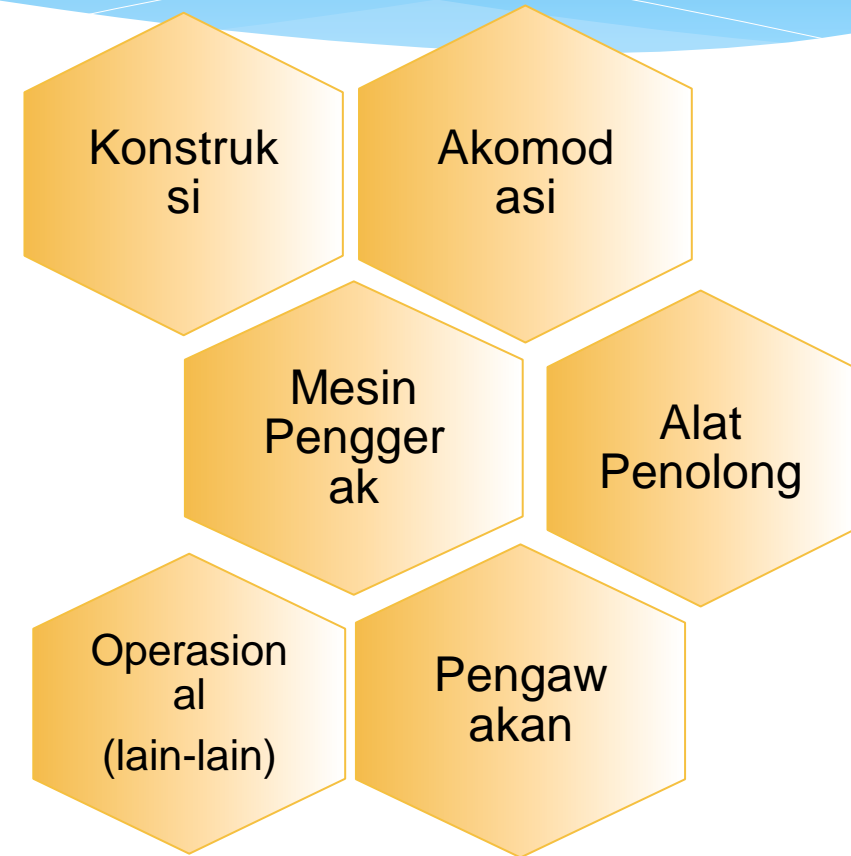 Konstruk
si
Akomod
asi
Mesin
Pengger
ak
Alat
Penolong
Operasion
al
(lain-lain)
Pengaw
akan